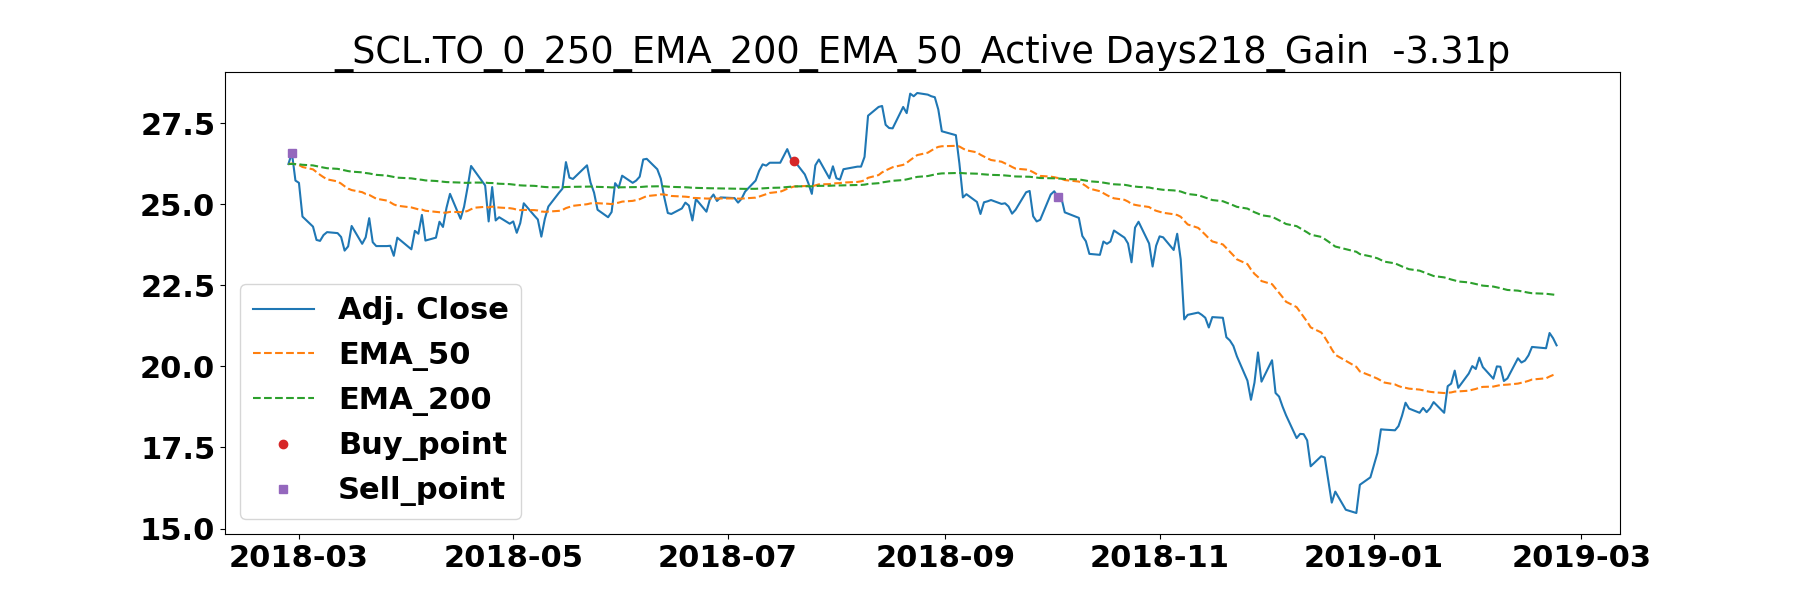 _SCL.TO_0_250_EMA_200_EMA_50_Active Days218_Gain  -3.31p
27.5
25.0
22.5
20.0
17.5
15.0
Adj. Close
EMA_50
EMA_200
Buy_point
Sell_point
2018-03 2018-05 2018-07 2018-09 2018-11 2019-01 2019-03